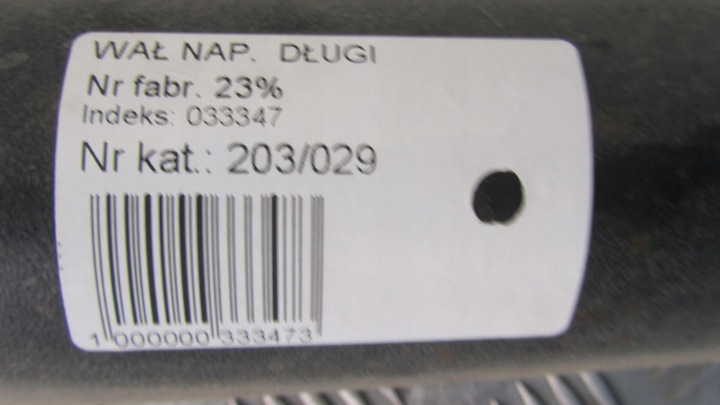 WAŁ NAP. DŁUGI
Nr fabr. 23%
Indeks: 033347
Nr kat.: 203/029
1 000000 333473